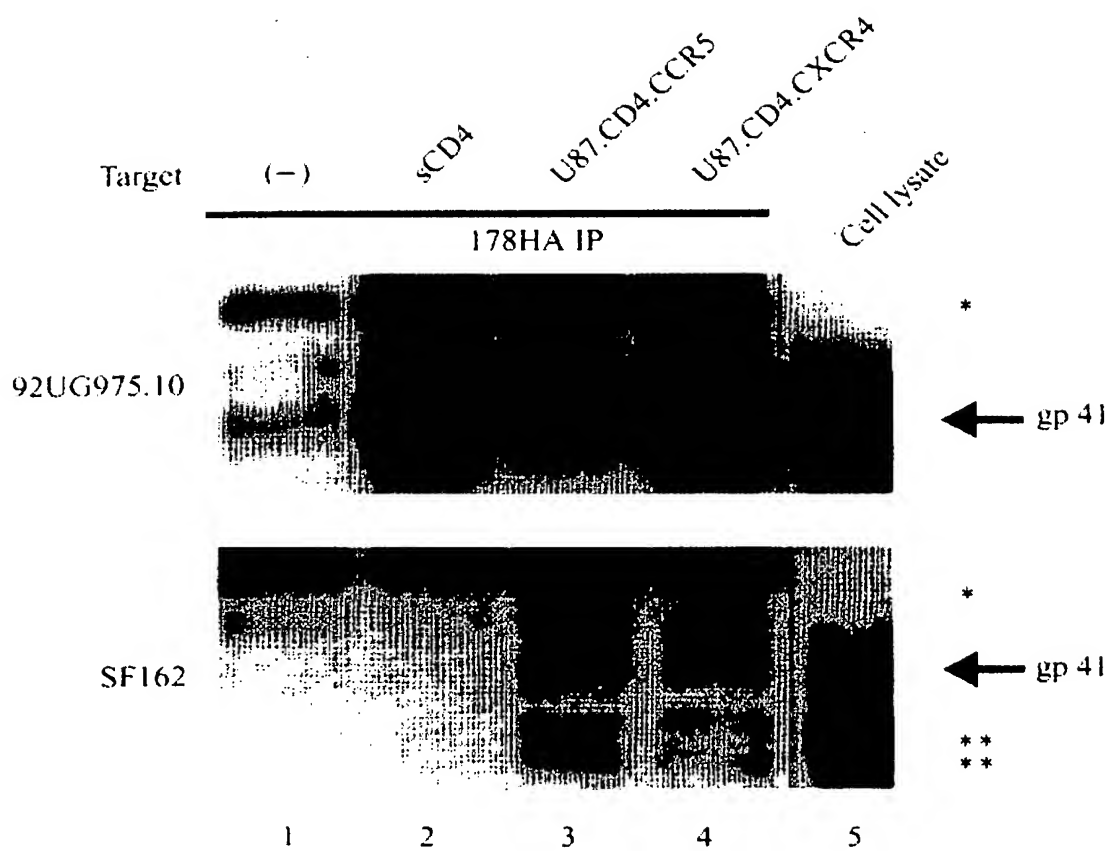 Target (−) sCD4 U87.CD4.CCR5 U87.CD4.CXCR4 Cell lysate
178HA IP
*
92UG975.10
gp 41
*
SF162
gp 41
* *
* *
1 2 3 4 5